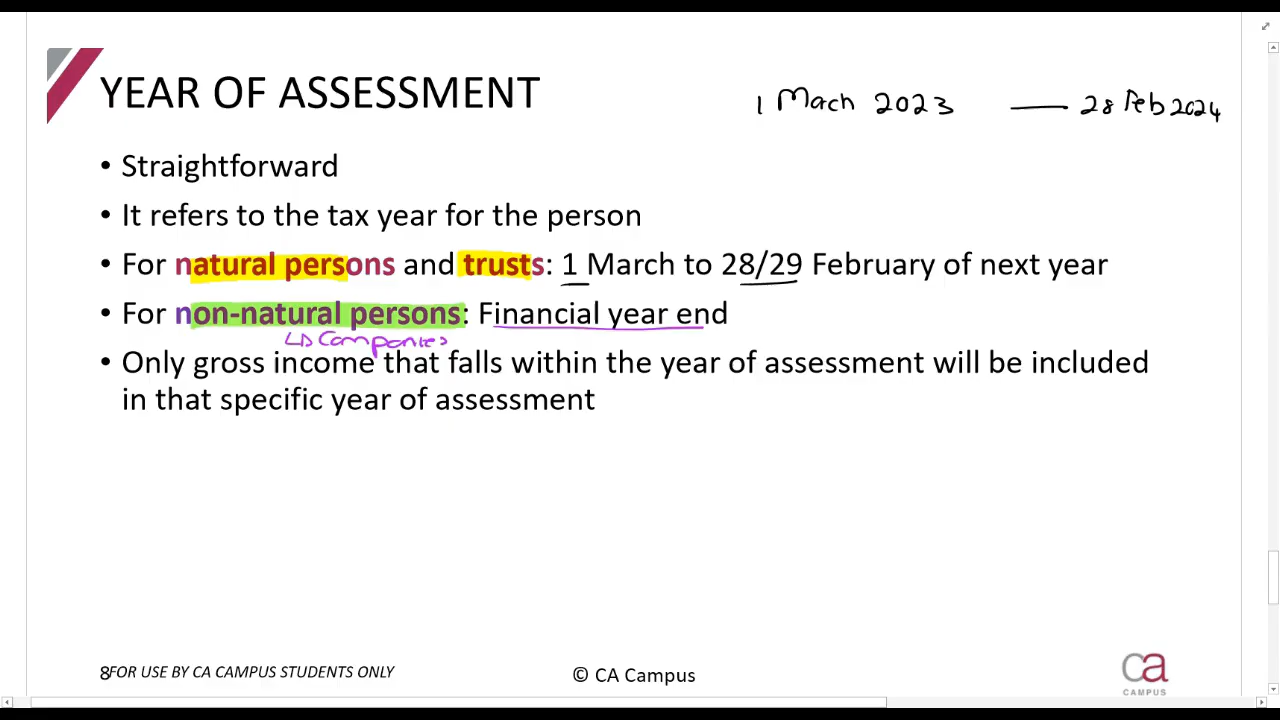 YEAR OF ASSESSMENT
1 Mach 2023 — 28 Feb 2024
• Straightforward
• It refers to the tax year for the person
• For natural persons and trusts: 1 March to 28/29 February of next year
• For non-natural persons: Financial year end
↳ Companies
• Only gross income that falls within the year of assessment will be included
in that specific year of assessment
8FOR USE BY CA CAMPUS STUDENTS ONLY
© CA Campus
ca
CAMPUS